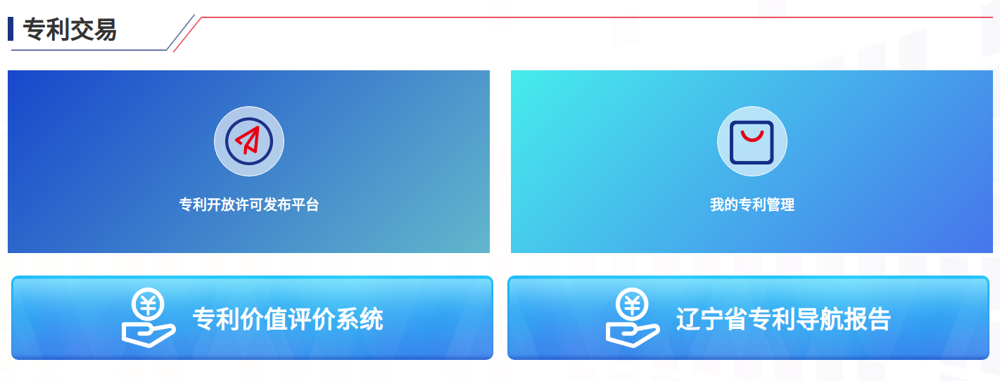 专利交易
专利开放许可发布平台
我的专利管理
专利价值评价系统
辽宁省专利导航报告